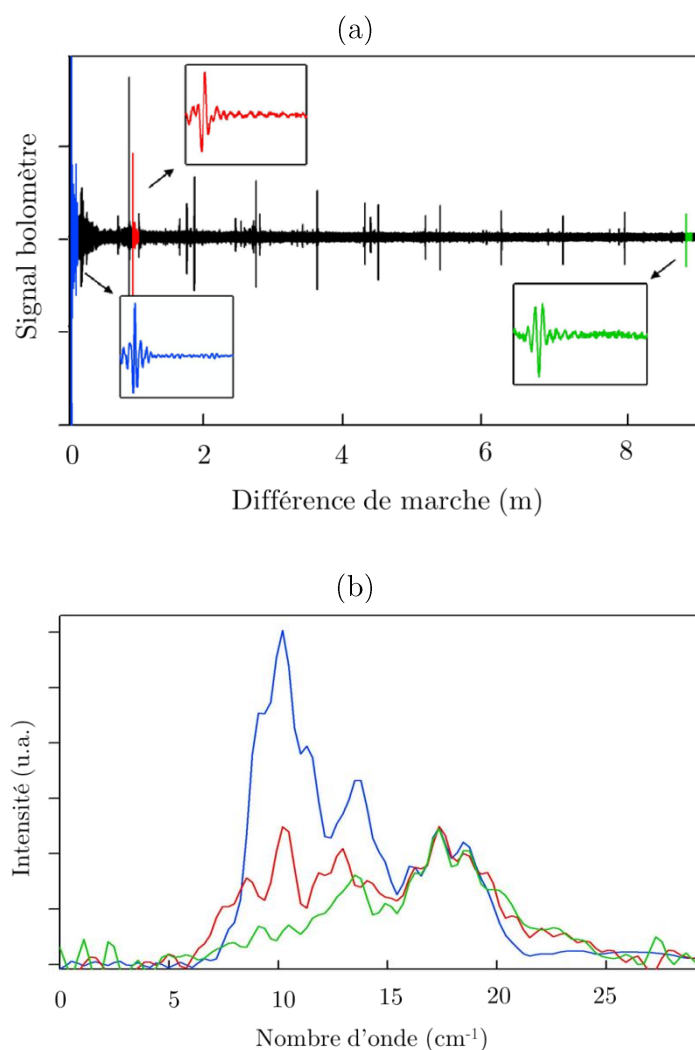 (a)
Signal bolomètre
0 2 4 6 8
Différence de marche (m)
(b)
Intensité (u.a.)
0 5 10 15 20 25
Nombre d'onde (cm⁻¹)